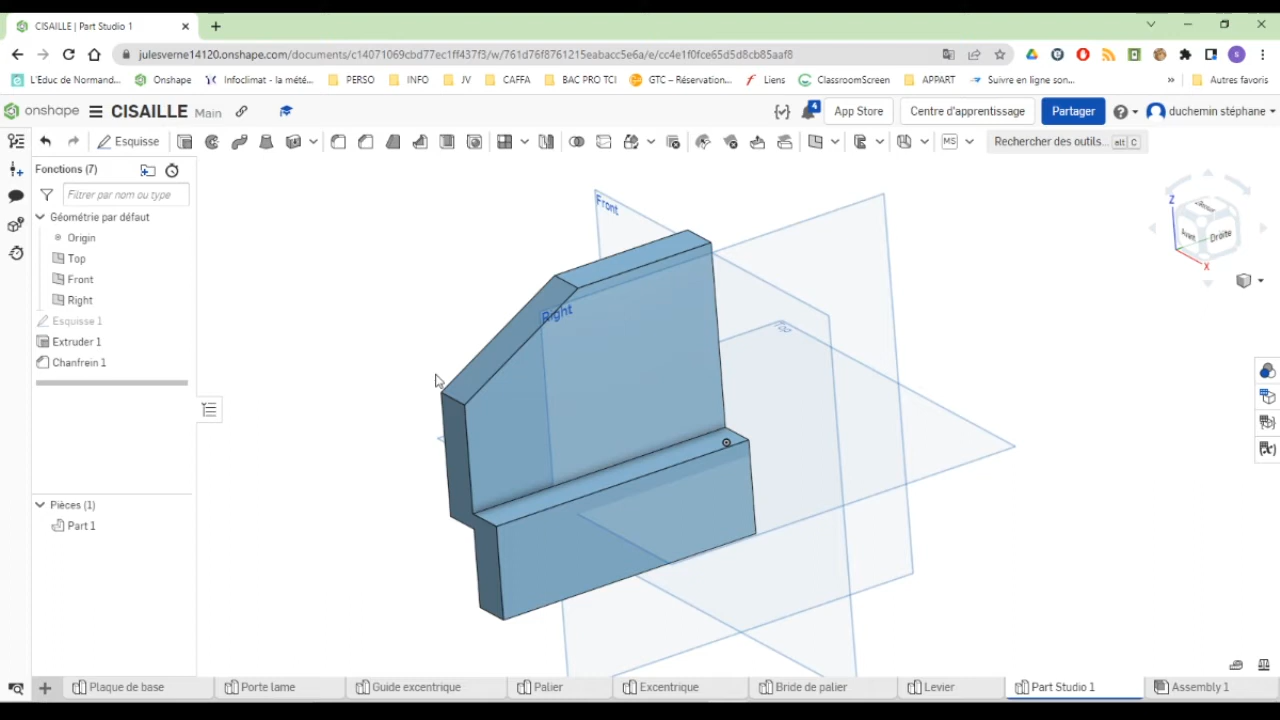 CISAILLE | Part Studio 1
julesverne14120.onshape.com/documents/c14071069cbd77ec1ff437f3/w/761d76f8761215eabacc5e6a/e/cc4e1f0fce65d5d8cb85aaf8
L'Educ de Normand...
Onshape
Infoclimat - la mété...
PERSO
INFO
JV
CAFFA
BAC PRO TCI
GTC – Réservation...
Liens
ClassroomScreen
APPART
Suivre en ligne son...
»
Autres favoris
onshape
CISAILLE Main
4
App Store
Centre d'apprentissage
Partager
duchemin stéphane
Esquisse
MS
Rechercher des outils... alt C
Fonctions (7)
Filtrer par nom ou type
Géométrie par défaut
Origin
Top
Front
Right
Esquisse 1
Extruder 1
Chanfrein 1
Pièces (1)
Part 1
Front
Right
Top
Z
Avant
Droite
X
Plaque de base
Porte lame
Guide excentrique
Palier
Excentrique
Bride de palier
Levier
Part Studio 1
Assembly 1